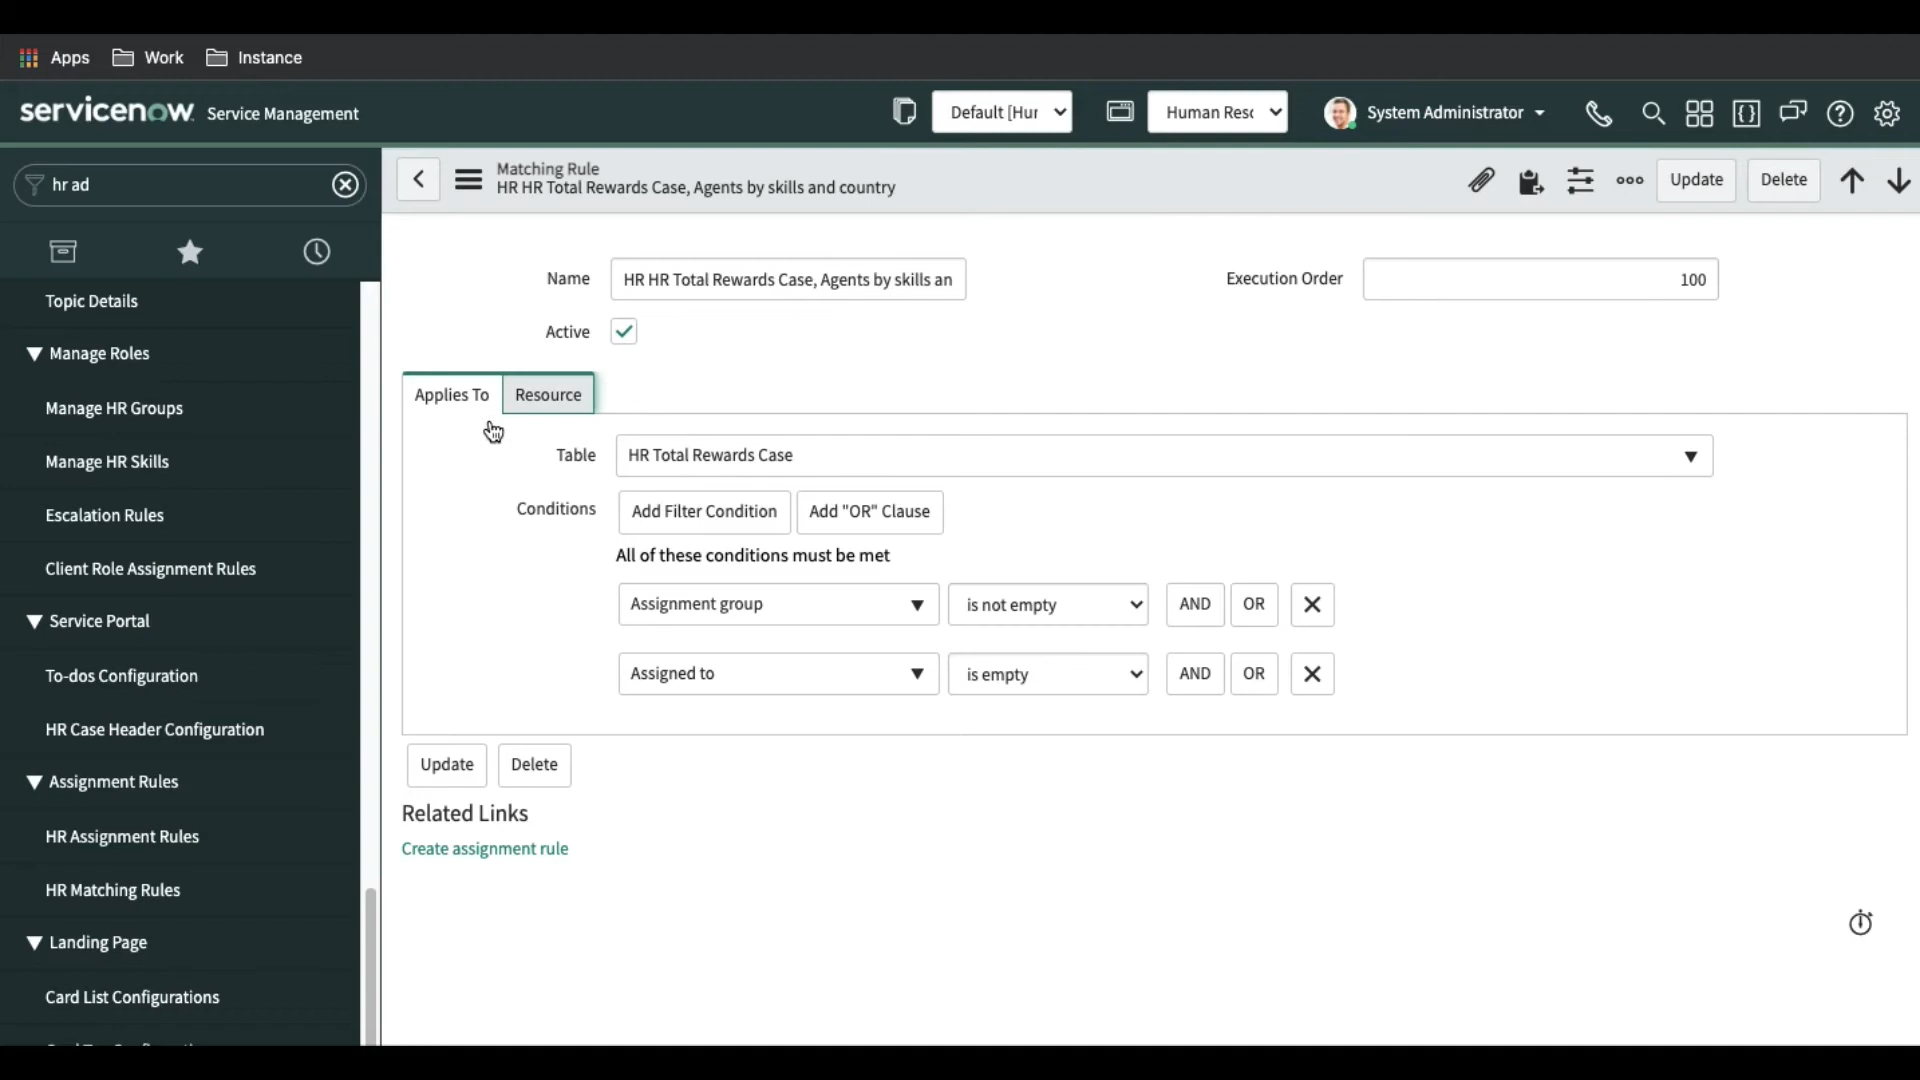 Apps Work Instance
servicenow Service Management Default [Hur Human Resc System Administrator
hr ad
Matching Rule
HR HR Total Rewards Case, Agents by skills and country
Update Delete
Topic Details
Manage Roles
Manage HR Groups
Manage HR Skills
Escalation Rules
Client Role Assignment Rules
Service Portal
To-dos Configuration
HR Case Header Configuration
Assignment Rules
HR Assignment Rules
HR Matching Rules
Landing Page
Card List Configurations
Name HR HR Total Rewards Case, Agents by skills an Execution Order 100
Active
Applies To Resource
Table HR Total Rewards Case
Conditions Add Filter Condition Add "OR" Clause
All of these conditions must be met
Assignment group is not empty AND OR
Assigned to is empty AND OR
Update Delete
Related Links
Create assignment rule